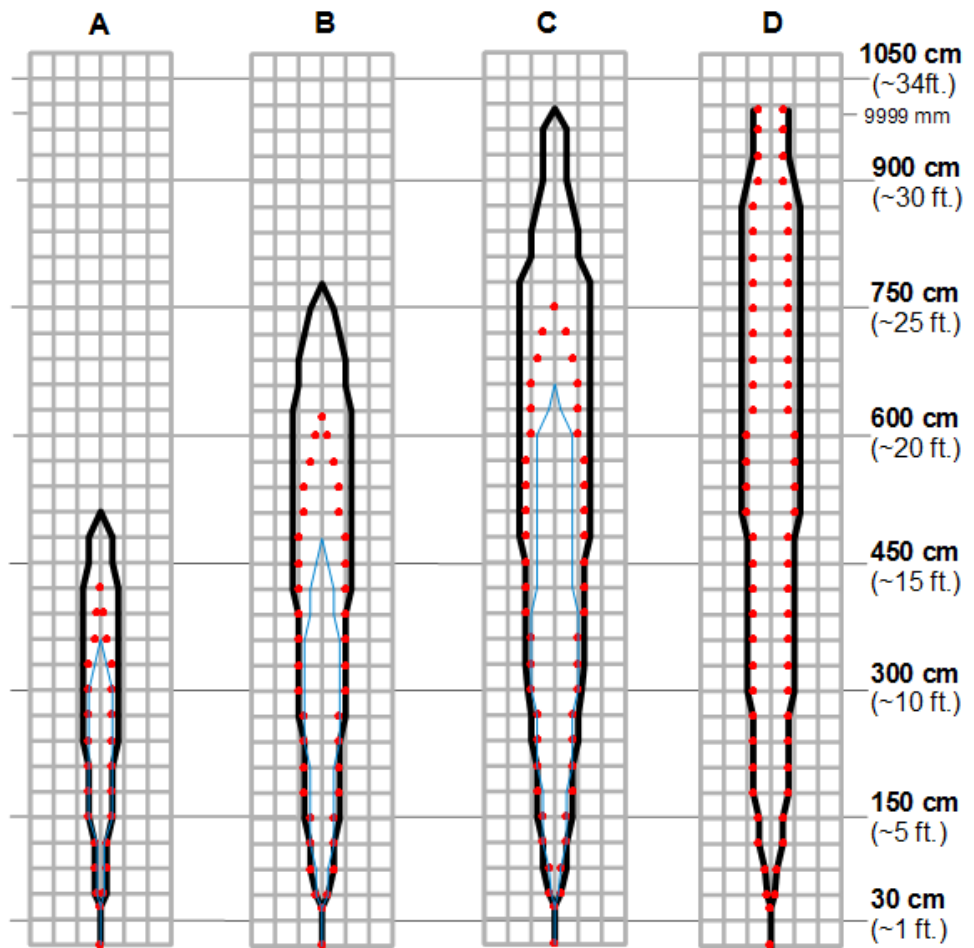 A
B
C
D
1050 cm
(~34ft.)
9999 mm
900 cm
(~30 ft.)
750 cm
(~25 ft.)
600 cm
(~20 ft.)
450 cm
(~15 ft.)
300 cm
(~10 ft.)
150 cm
(~5 ft.)
30 cm
(~1 ft.)